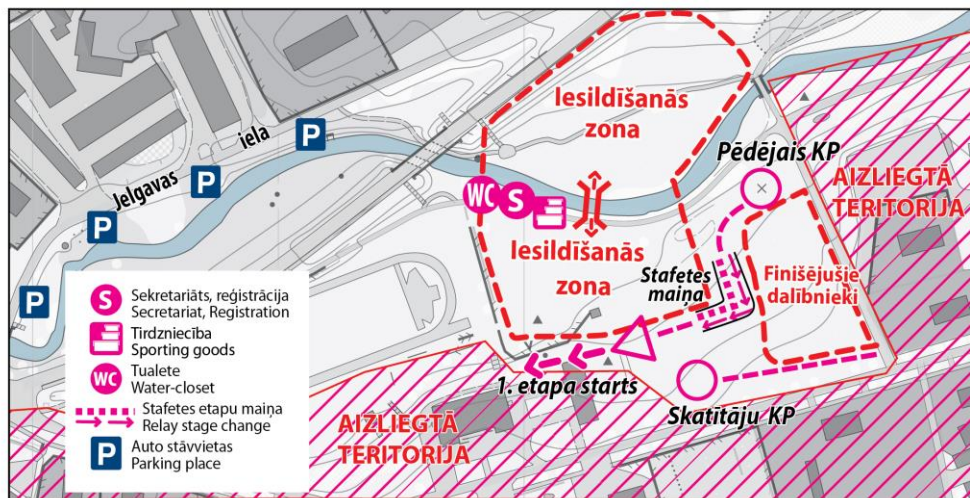 Iesildīšanās
zona
Pēdējais KP
AIZLIEGTĀ
TERITORIJA
Jelgavas iela
P
P
P
P
WC
S
Iesildīšanās
zona
Stafetes
maiņa
Finišējušie
dalībnieki
1. etapa starts
Skatītāju KP
AIZLIEGTĀ
TERITORIJA
S
Sekretariāts, reģistrācija
Secretariat, Registration
Tirdzniecība
Sporting goods
WC
Tualete
Water-closet
Stafetes etapu maiņa
Relay stage change
P
Auto stāvvietas
Parking place